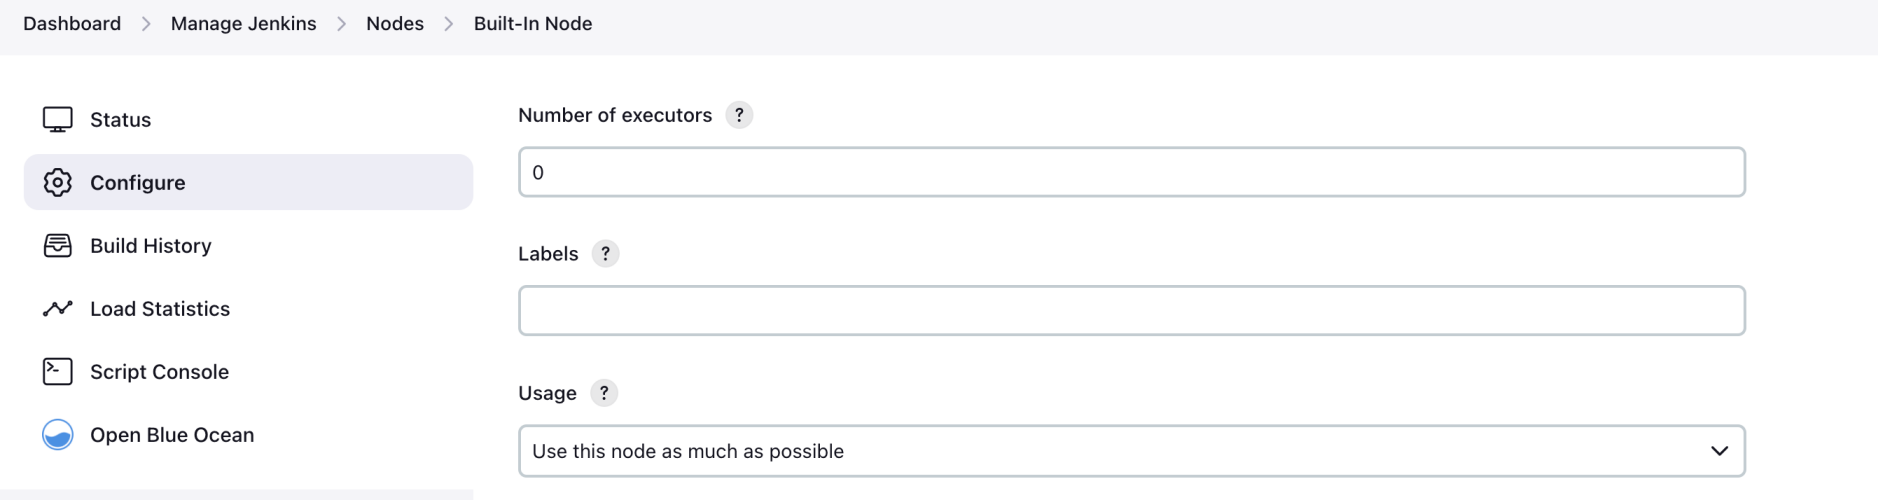 Dashboard > Manage Jenkins > Nodes > Built-In Node
Status
Configure
Build History
Load Statistics
Script Console
Open Blue Ocean
Number of executors ?
0
Labels ?
Usage ?
Use this node as much as possible